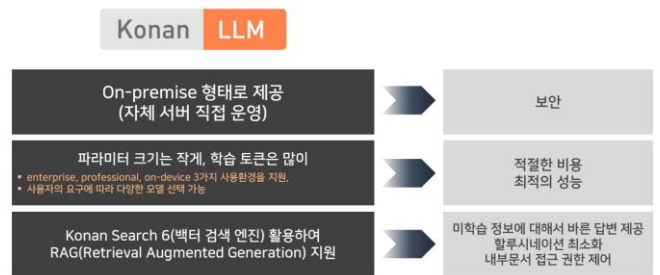 Konan LLM
On-premise 형태로 제공
(자체 서버 직접 운영)
보안
파라미터 크기는 작게, 학습 토큰은 많이
• enterprise, professional, on-device 3가지 사용환경을 지원,
• 사용자의 요구에 따라 다양한 모델 선택 가능
적절한 비용
최적의 성능
Konan Search 6(백터 검색 엔진) 활용하여
RAG(Retrieval Augmented Generation) 지원
미학습 정보에 대해서 바른 답변 제공
할루시네이션 최소화
내부문서 접근 권한 제어